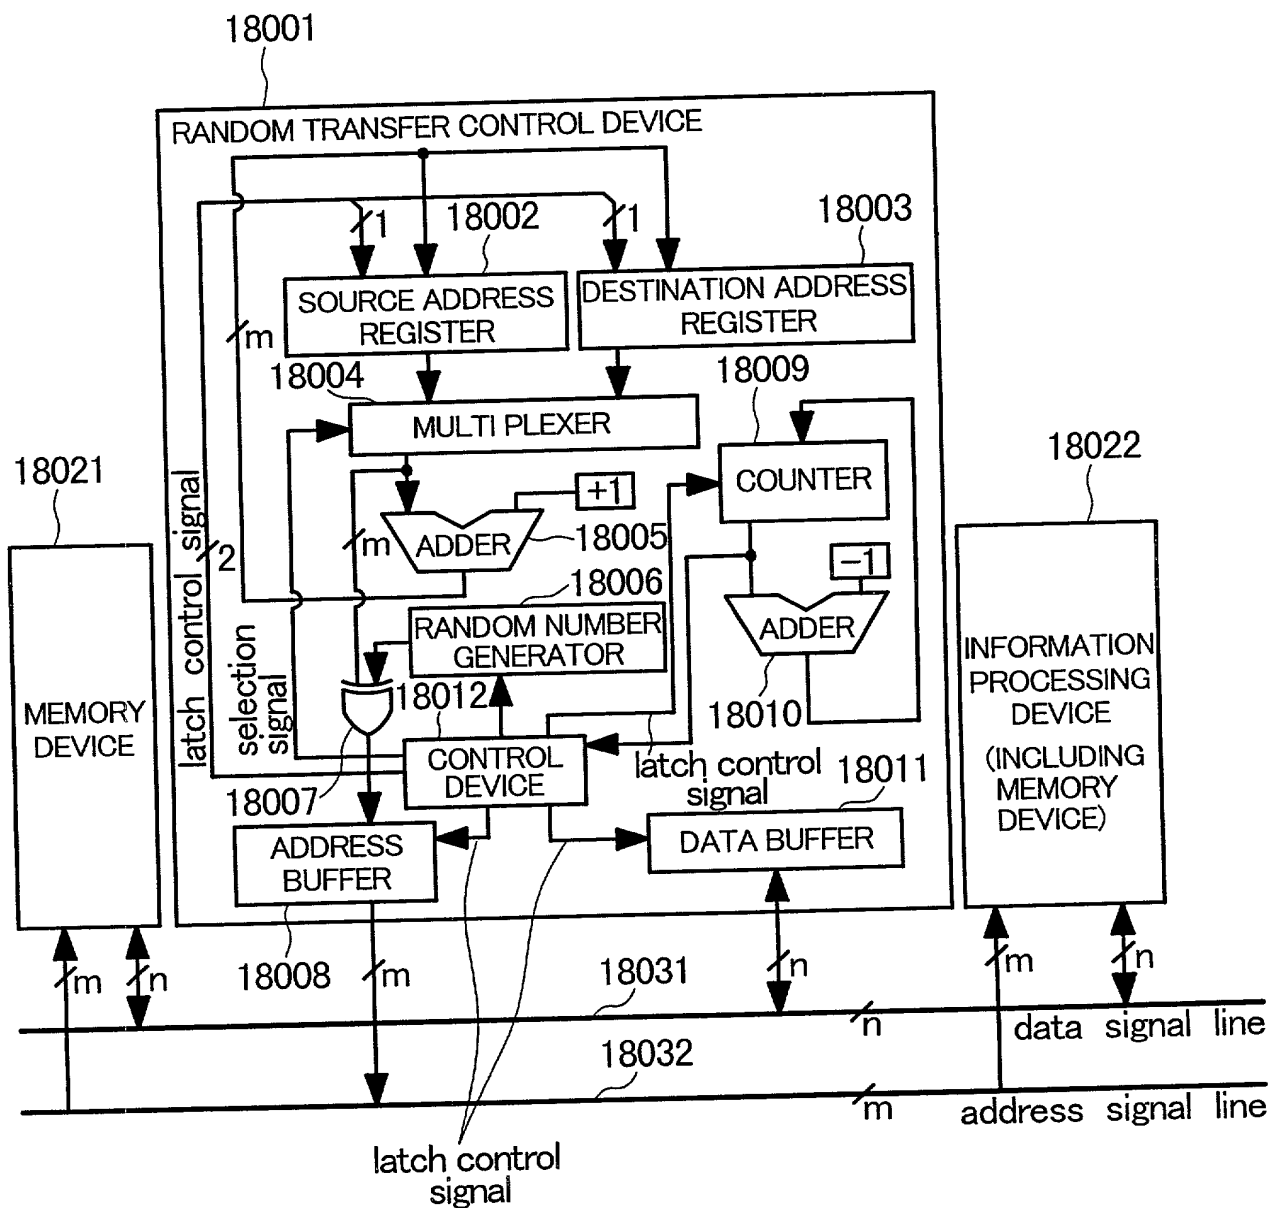 18001
RANDOM TRANSFER CONTROL DEVICE
1
18002
1
18003
SOURCE ADDRESS
REGISTER
DESTINATION ADDRESS
REGISTER
m
18004
18009
MULTI PLEXER
18021
COUNTER
18022
+1
latch control signal
2
m
ADDER
18005
−1
18006
RANDOM NUMBER
GENERATOR
ADDER
selection
signal
18012
18010
MEMORY
DEVICE
INFORMATION
PROCESSING
DEVICE
(INCLUDING
MEMORY
DEVICE)
CONTROL
DEVICE
latch control
signal
18011
18007
ADDRESS
BUFFER
DATA BUFFER
m
n
18008
m
n
m
n
18031
n
data signal line
18032
m
address signal line
latch control
signal